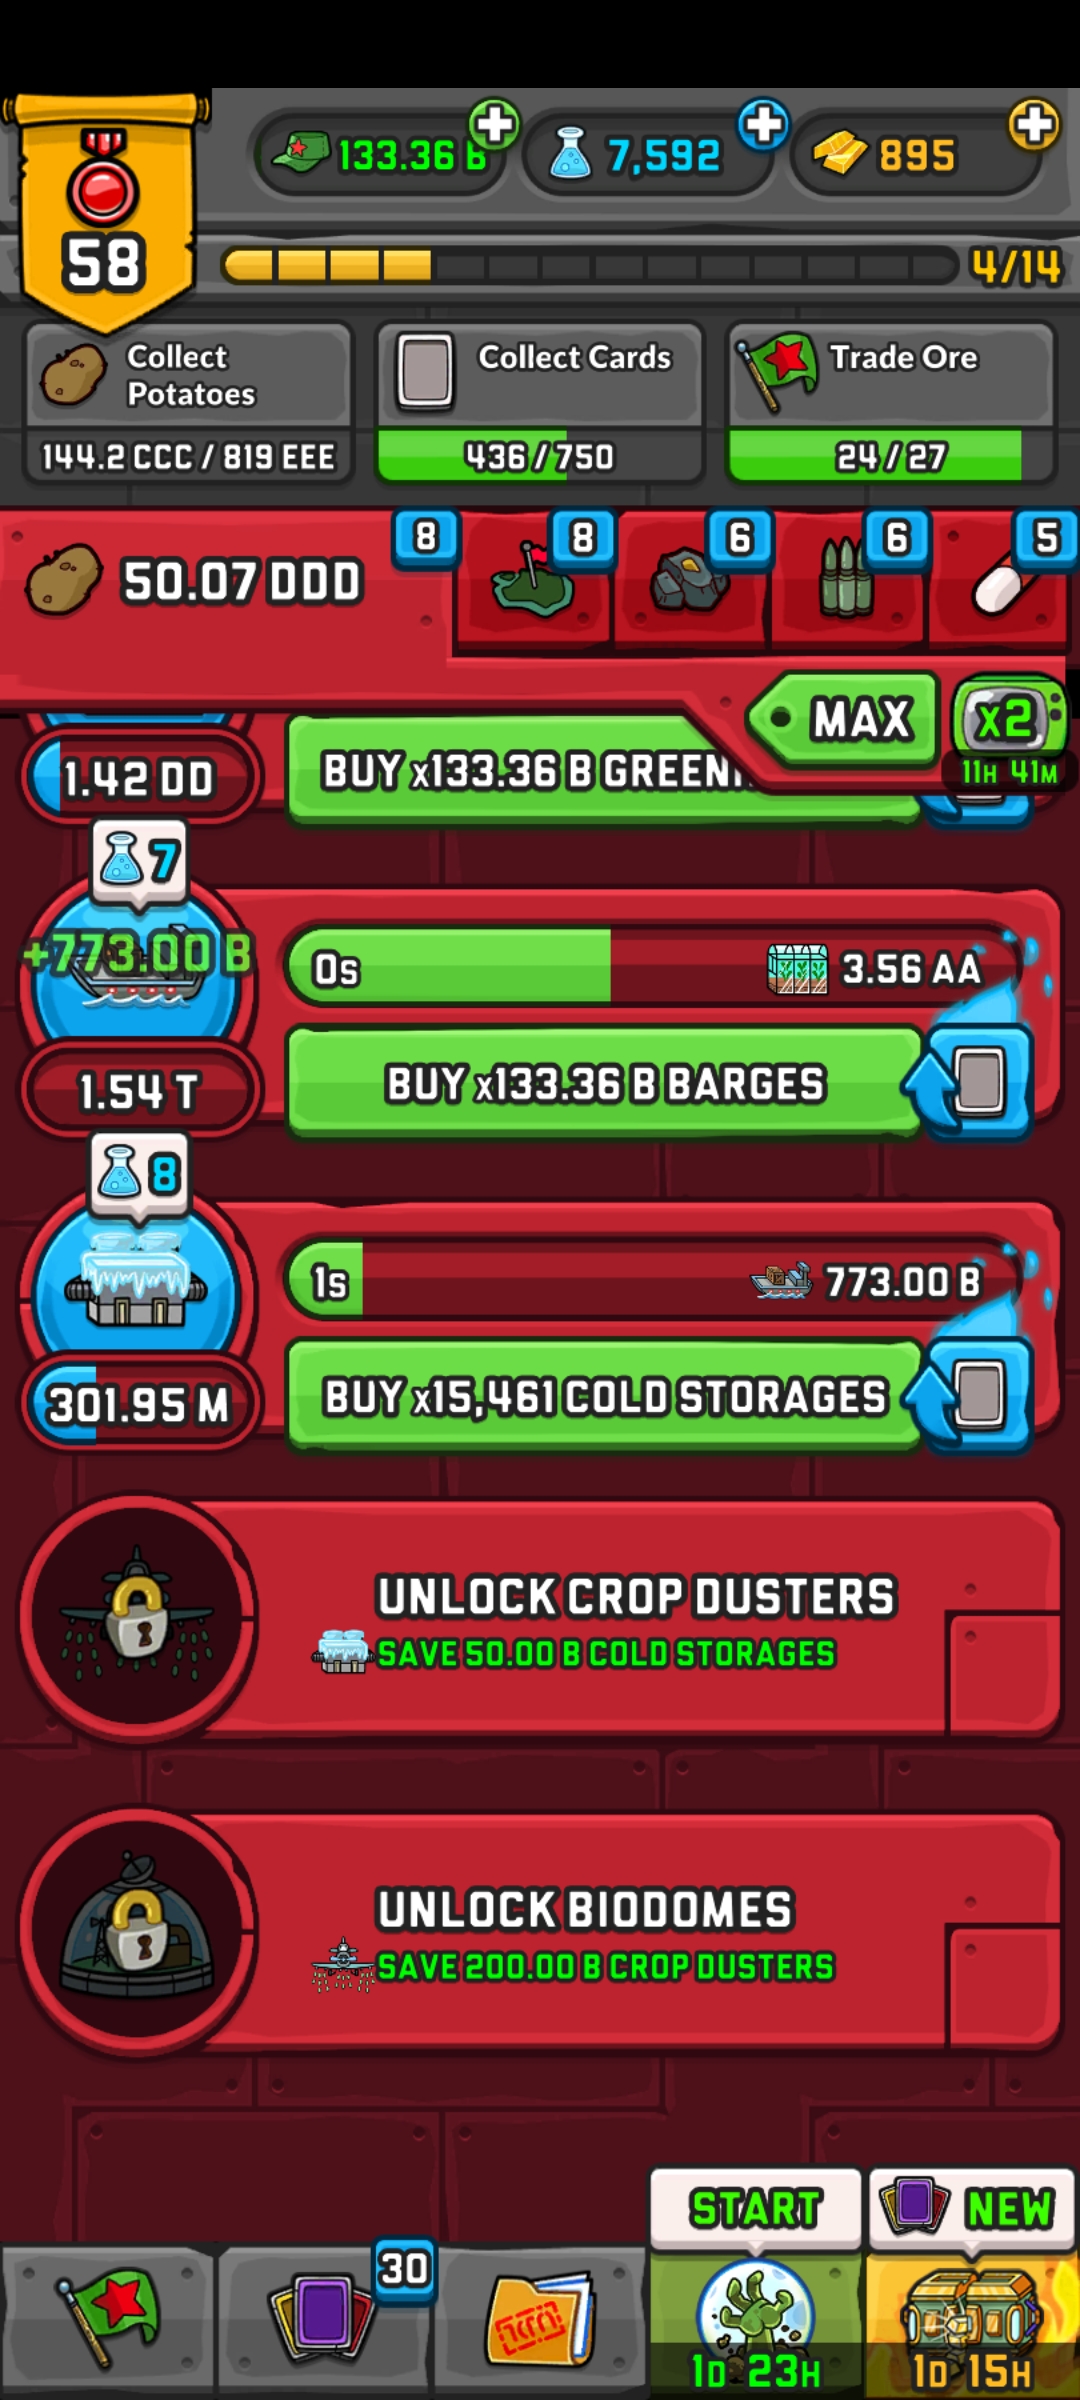 133.36 B
7,592
895
58
4/14
Collect
Potatoes
144.2 CCC / 819 EEE
Collect Cards
436/750
Trade Ore
24/27
50.07 DDD
8
8
6
6
5
MAX
x2
11H 41M
1.42 DD
BUY x133.36 B
7
+773.00 B
0s
3.56 AA
1.54 T
BUY x133.36 B BARGES
8
1s
773.00 B
301.95 M
BUY x15,461 COLD STORAGES
UNLOCK CROP DUSTERS
SAVE 50.00 B COLD STORAGES
UNLOCK BIODOMES
SAVE 200.00 B CROP DUSTERS
START
NEW
30
1D 23H
1D 15H